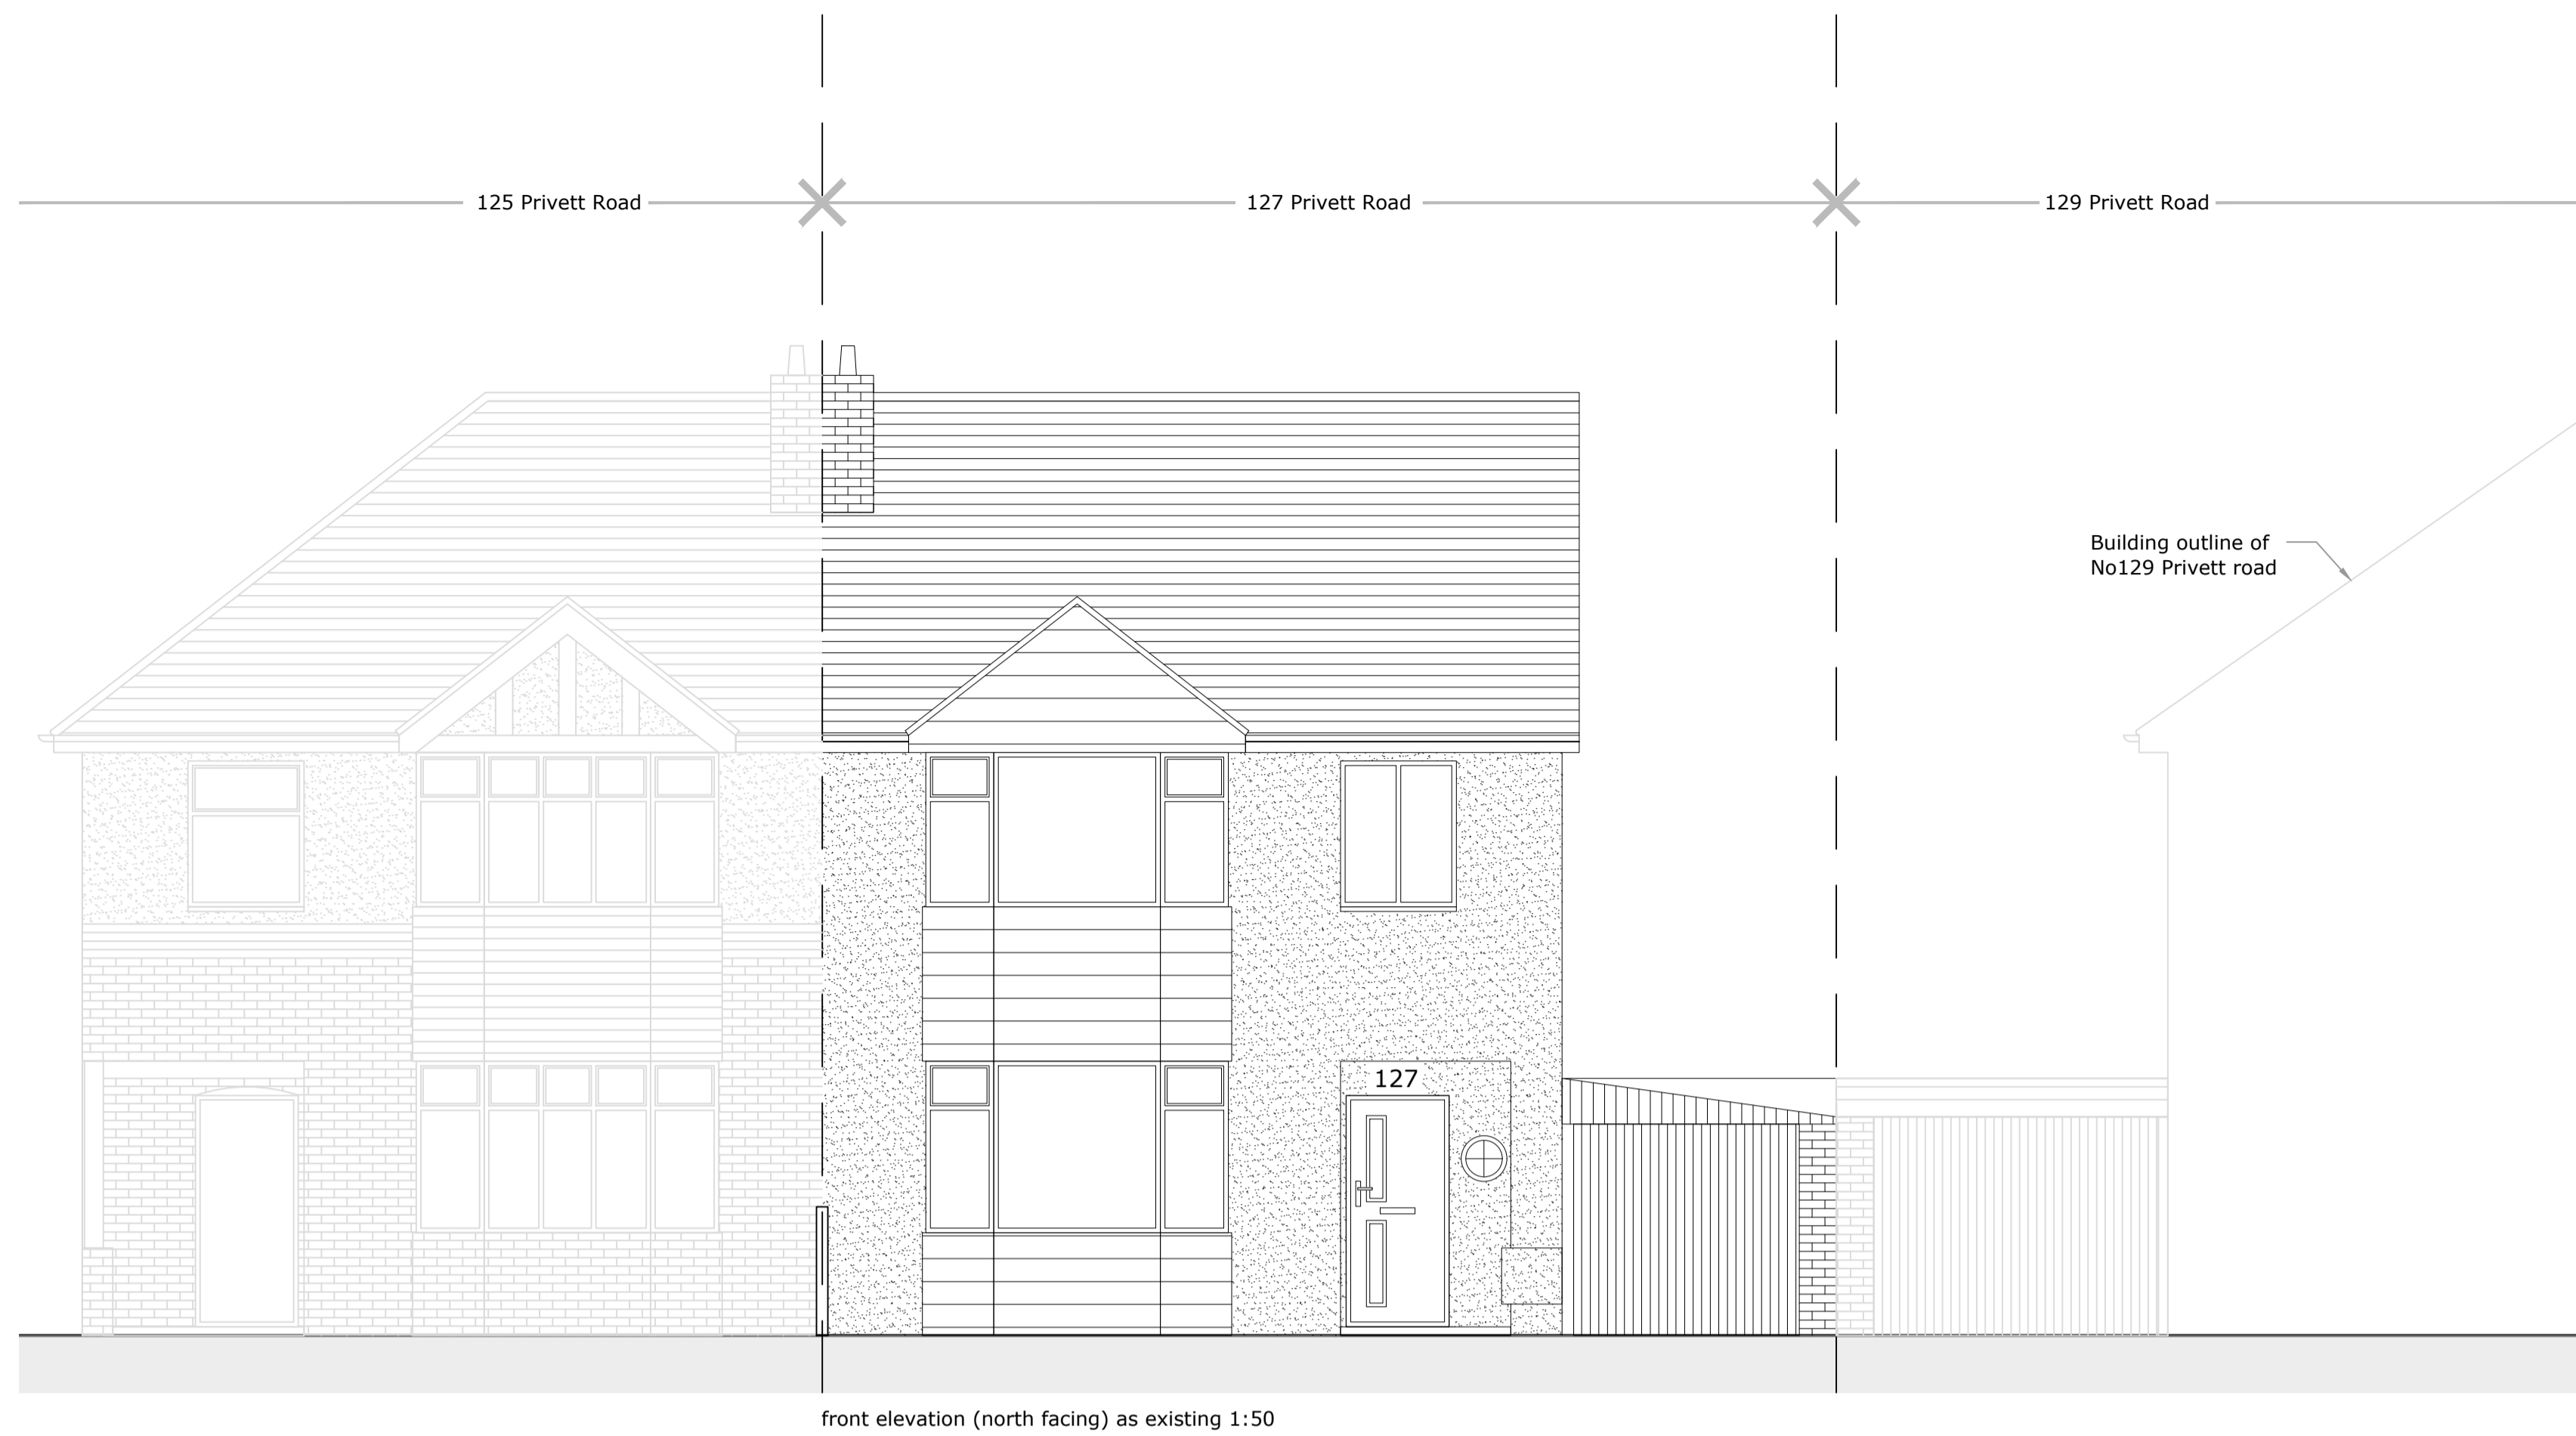 125 Privett Road
127 Privett Road
129 Privett Road
Building outline of
No129 Privett road
127
front elevation (north facing) as existing 1:50